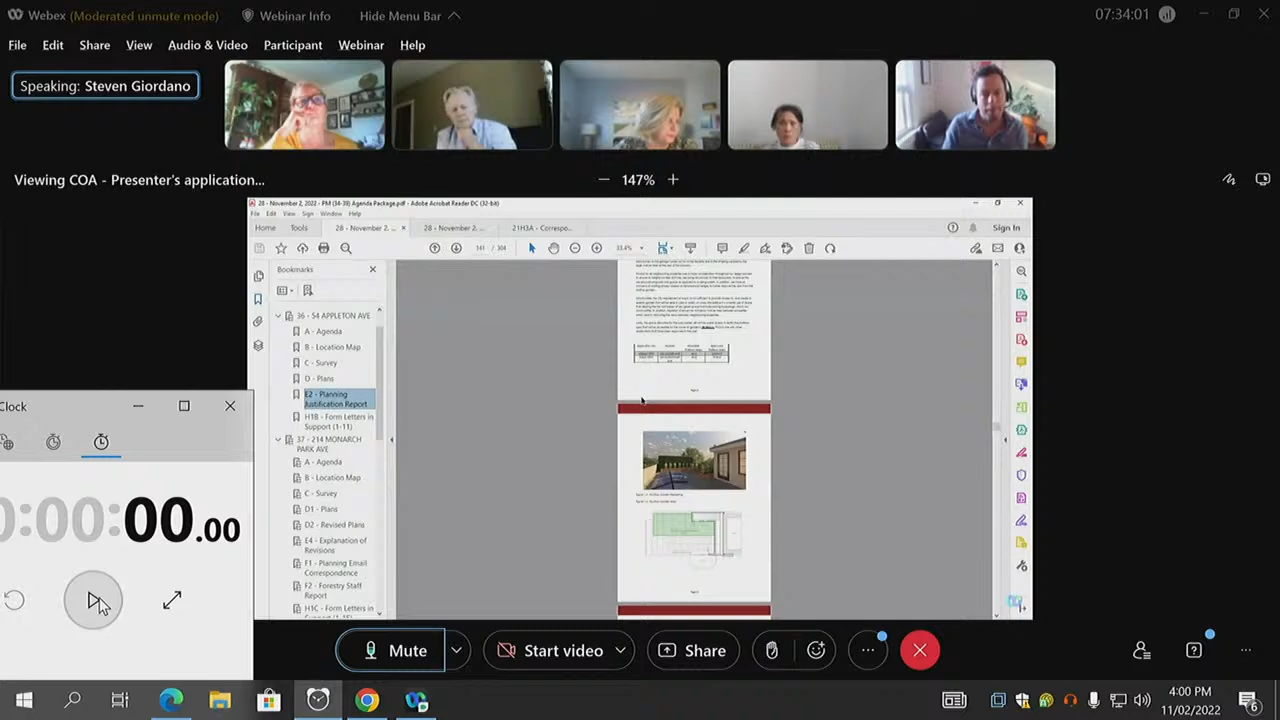 Webex (Moderated unmute mode) Webinar Info Hide Menu Bar 07:34:01
File Edit Share View Audio & Video Participant Webinar Help
Speaking: Steven Giordano
Viewing COA - Presenter's application... 147%
28 - November 2, 2022 - PM (34-39) Agenda Package.pdf - Adobe Acrobat Reader DC (32-bit)
File Edit View Sign Window Help
Home Tools 28 - November 2, ... 28 - November 2, ... 21H3A - Correspo... Sign In
141 / 304 33.4%
Bookmarks
36 - 54 APPLETON AVE
A - Agenda
B - Location Map
C - Survey
D - Plans
E2 - Planning
Justification Report
H1B - Form Letters in
Support (1-11)
37 - 214 MONARCH
PARK AVE
A - Agenda
B - Location Map
C - Survey
D1 - Plans
D2 - Revised Plans
E4 - Explanation of
Revisions
F1 - Planning Email
Correspondence
F2 - Forestry Staff
Report
H1C - Form Letters in
Clock
0:00:00.00
Mute Start video Share
4:00 PM
11/02/2022
6